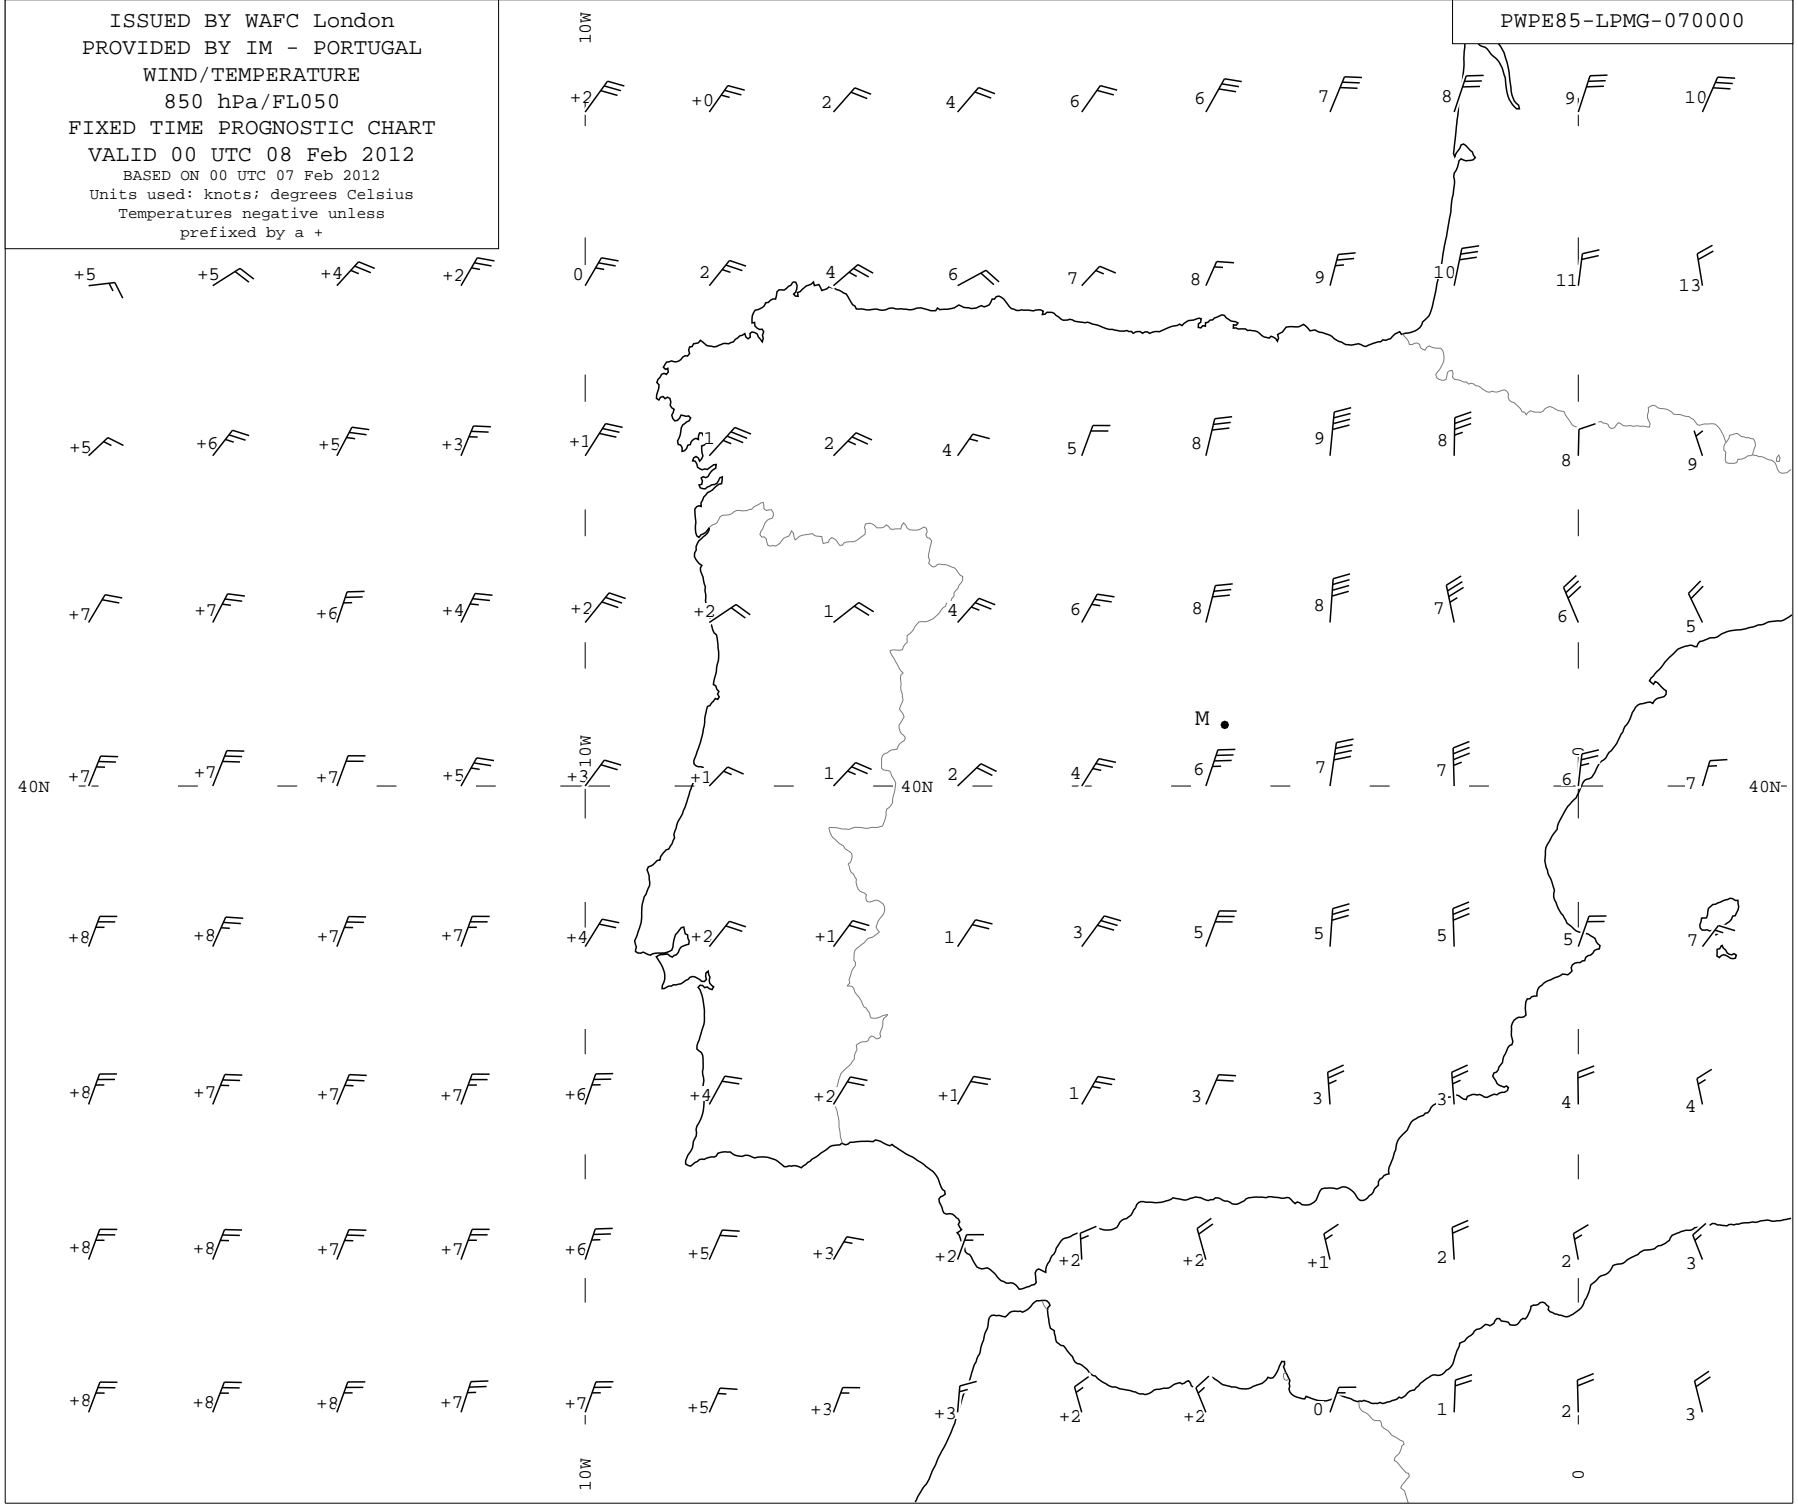 ISSUED BY WAFC London
PROVIDED BY IM - PORTUGAL
WIND/TEMPERATURE
850 hPa/FL050
FIXED TIME PROGNOSTIC CHART
VALID 00 UTC 08 Feb 2012
BASED ON 00 UTC 07 Feb 2012
Units used: knots; degrees Celsius
Temperatures negative unless
prefixed by a +
10W
PWPE85-LPMG-070000
+2 +0 2 4 6 6 7 8 9 10
+5 +5 +4 +2 0 2 4 6 7 8 9 10 11 13
+5 +6 +5 +3 +1 1 2 4 5 8 9 8 8 9
+7 +7 +6 +4 +2 +2 1 4 6 8 8 7 6 5
M
10W 0
+7 +7 +7 +5 +3 +1 1 2 4 6 7 7 6 7
40N 40N 40N
+8 +8 +7 +7 +4 +2 +1 1 3 5 5 5 5 7
+8 +7 +7 +7 +6 +4 +2 +1 1 3 3 3 4 4
+8 +8 +7 +7 +6 +5 +3 +2 +2 +2 +1 2 2 3
+8 +8 +8 +7 +7 +5 +3 +3 +2 +2 0 1 2 3
10W 0